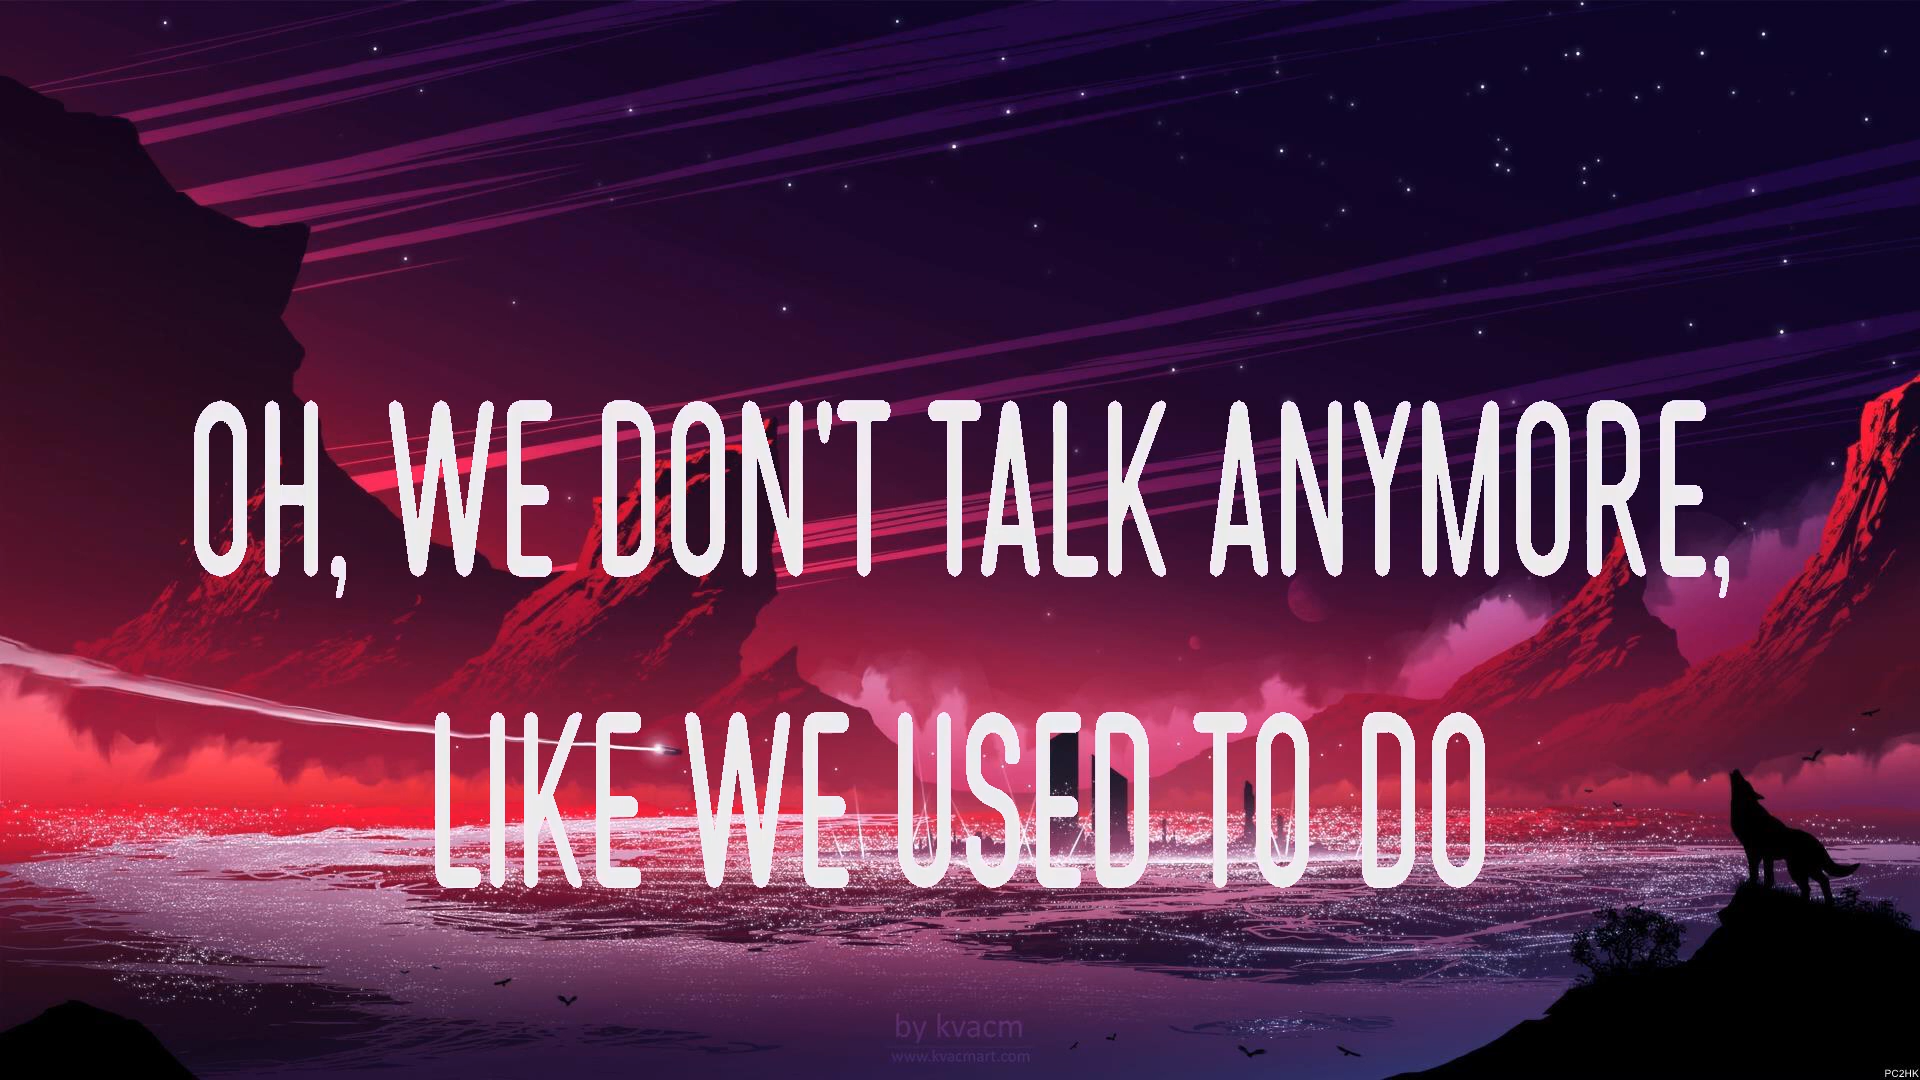 OH, WE DON'T TALK ANYMORE,
LIKE WE USED TO DO
by kvacm
www.kvacmart.com
PC2HK